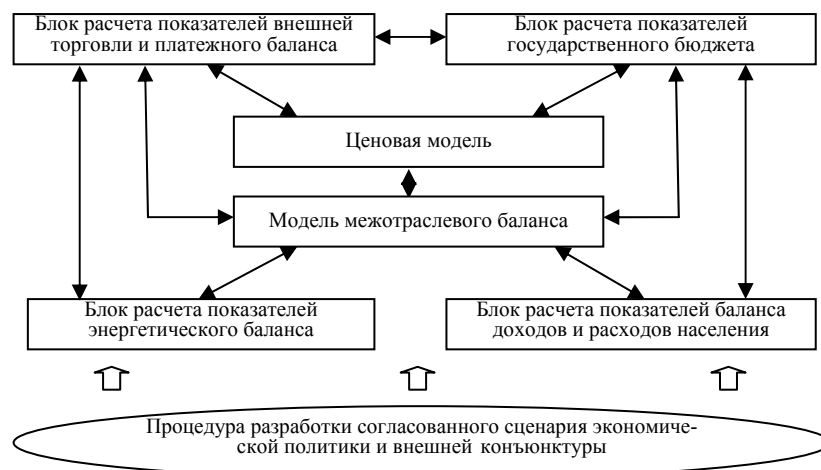 Блок расчета показателей внешней
торговли и платежного баланса
Блок расчета показателей
государственного бюджета
Ценовая модель
Модель межотраслевого баланса
Блок расчета показателей
энергетического баланса
Блок расчета показателей баланса
доходов и расходов населения
Процедура разработки согласованного сценария экономиче-
ской политики и внешней конъюнктуры